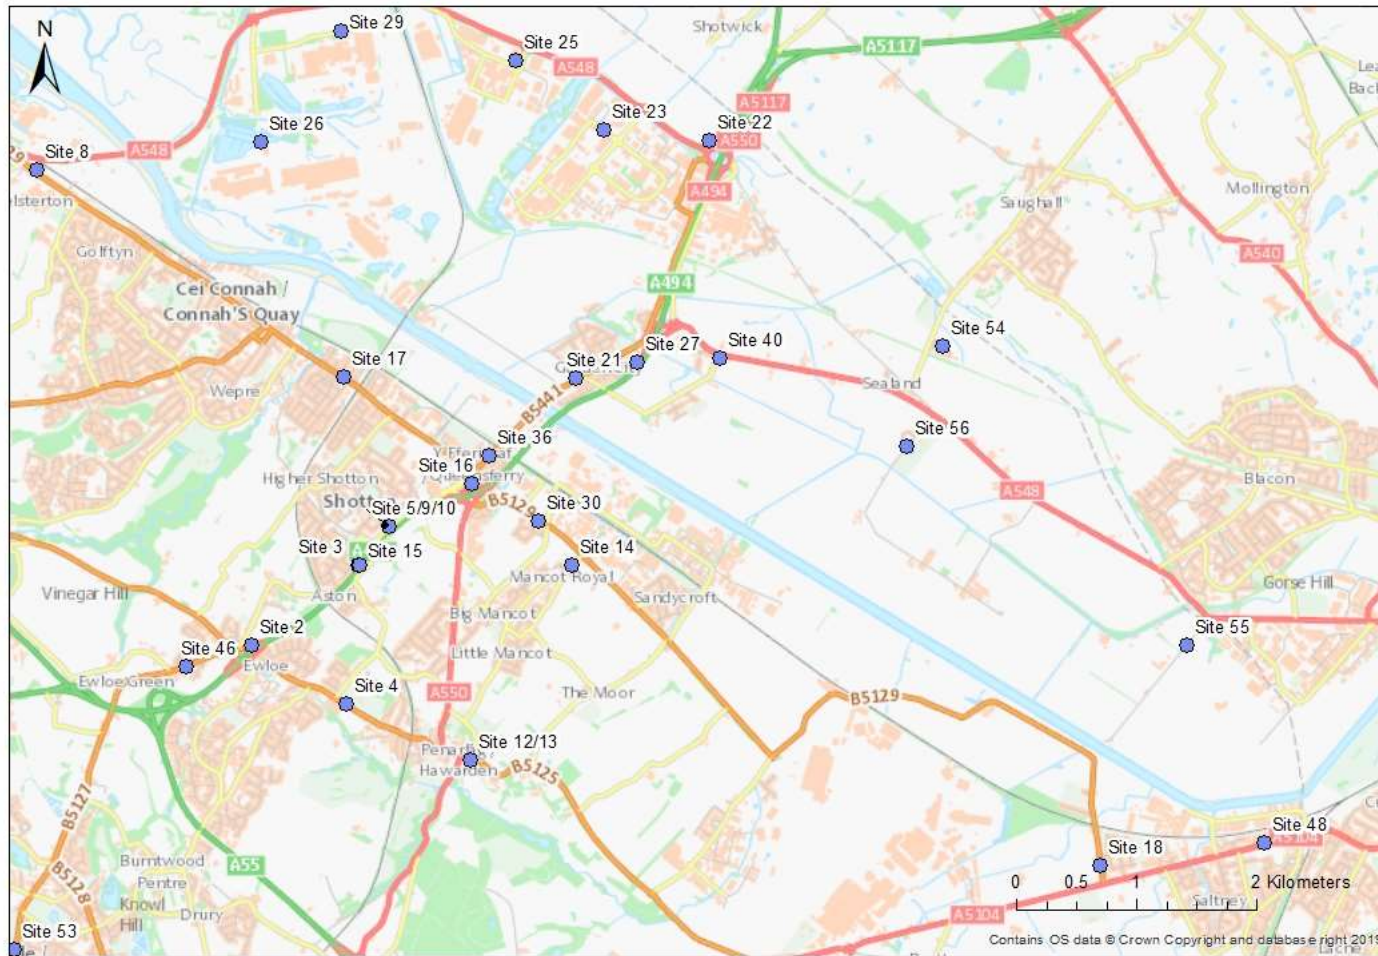 N
Site 29
Shotwick
Site 25
A5117
A548
A5117
Site 23
Site 22
A550
Site 26
A548
Site 8
A494
Mollington
Saughall
Golftyn
A540
A494
Cei Connah /
Connah'S Quay
Site 54
Site 40
Site 27
Site 21
Site 17
Sealand
Wepre
B5441
Site 56
Site 36
Site 16
Queensferry
Higher Shotton
Blacon
A548
B5129
Site 5/9/10
Site 30
Site 3
Site 15
Site 14
Mancot Royal
Gorse Hill
Vinegar Hill
Aston
Sandycroft
Big Mancot
Site 2
Site 55
Site 46
Little Mancot
Ewloe
Ewloe Green
Site 4
A550
The Moor
B5129
Site 12/13
Hawarden
B5125
B5127
Site 48
A5104
Burntwood
Pentre
A55
Site 18
B5128
Knowl
Hill
0 0.5 1 2 Kilometers
Saltney
Drury
A5104
Site 53
Contains OS data © Crown Copyright and database right 2019